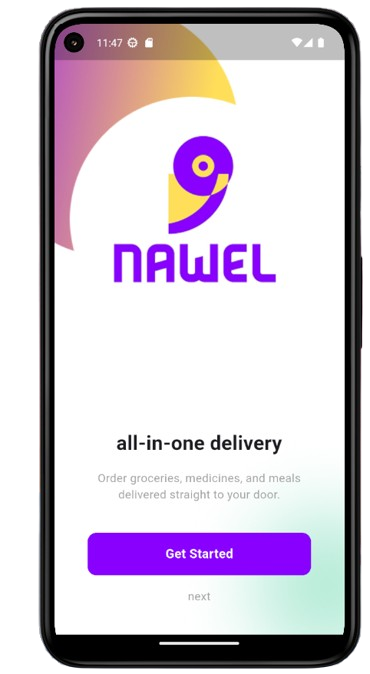 11:47
NAWEL
all-in-one delivery
Order groceries, medicines, and meals
delivered straight to your door.
Get Started
next